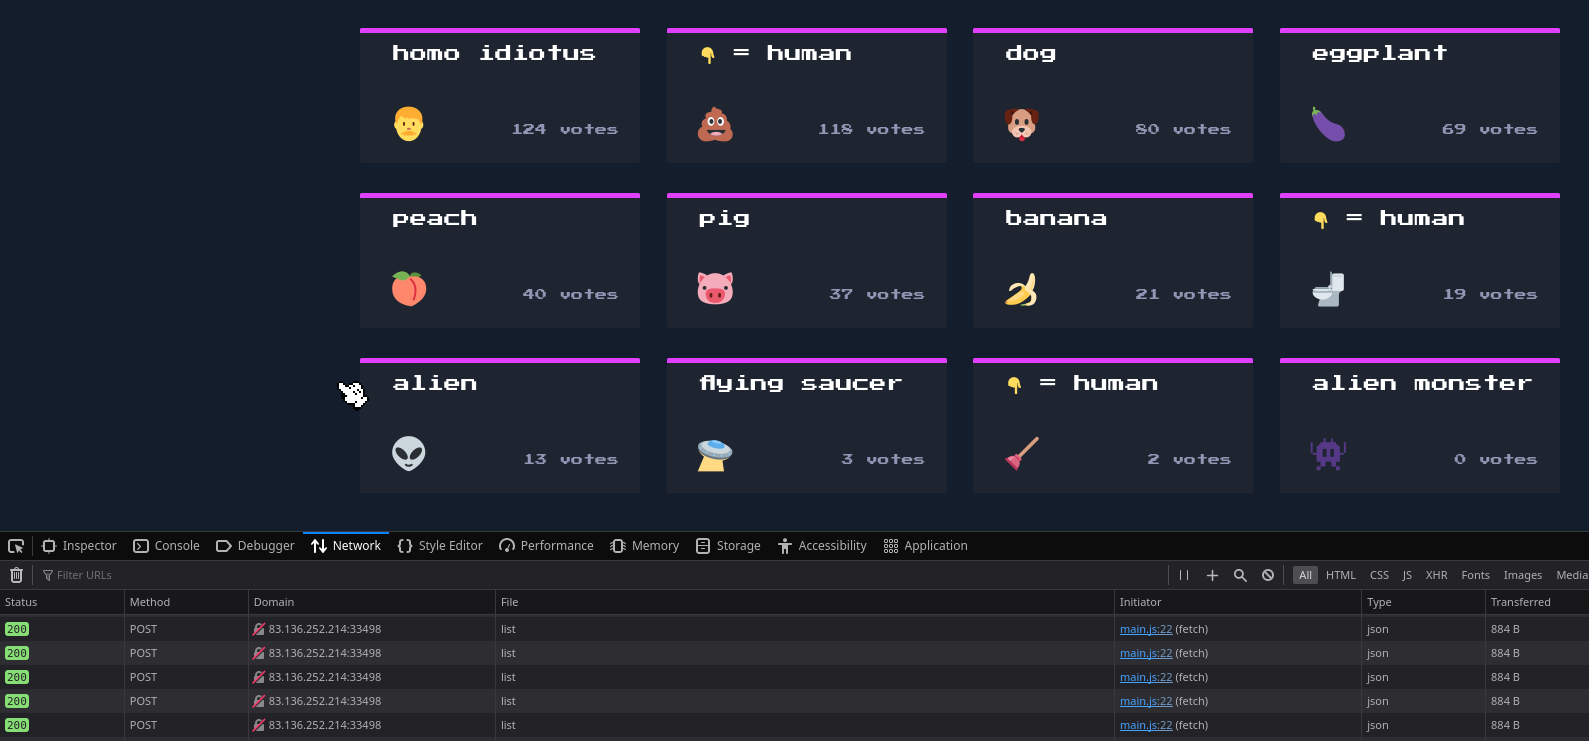 homo idiotus
👇 = human
dog
eggplant
124 votes
118 votes
80 votes
69 votes
peach
pig
banana
👇 = human
40 votes
37 votes
21 votes
19 votes
alien
flying saucer
👇 = human
alien monster
13 votes
3 votes
2 votes
0 votes
Inspector Console Debugger Network Style Editor Performance Memory Storage Accessibility Application
Filter URLs All HTML CSS JS XHR Fonts Images Media
Status Method Domain File Initiator Type Transferred
200 POST 83.136.252.214:33498 list main.js:22 (fetch) json 884 B
200 POST 83.136.252.214:33498 list main.js:22 (fetch) json 884 B
200 POST 83.136.252.214:33498 list main.js:22 (fetch) json 884 B
200 POST 83.136.252.214:33498 list main.js:22 (fetch) json 884 B
200 POST 83.136.252.214:33498 list main.js:22 (fetch) json 884 B